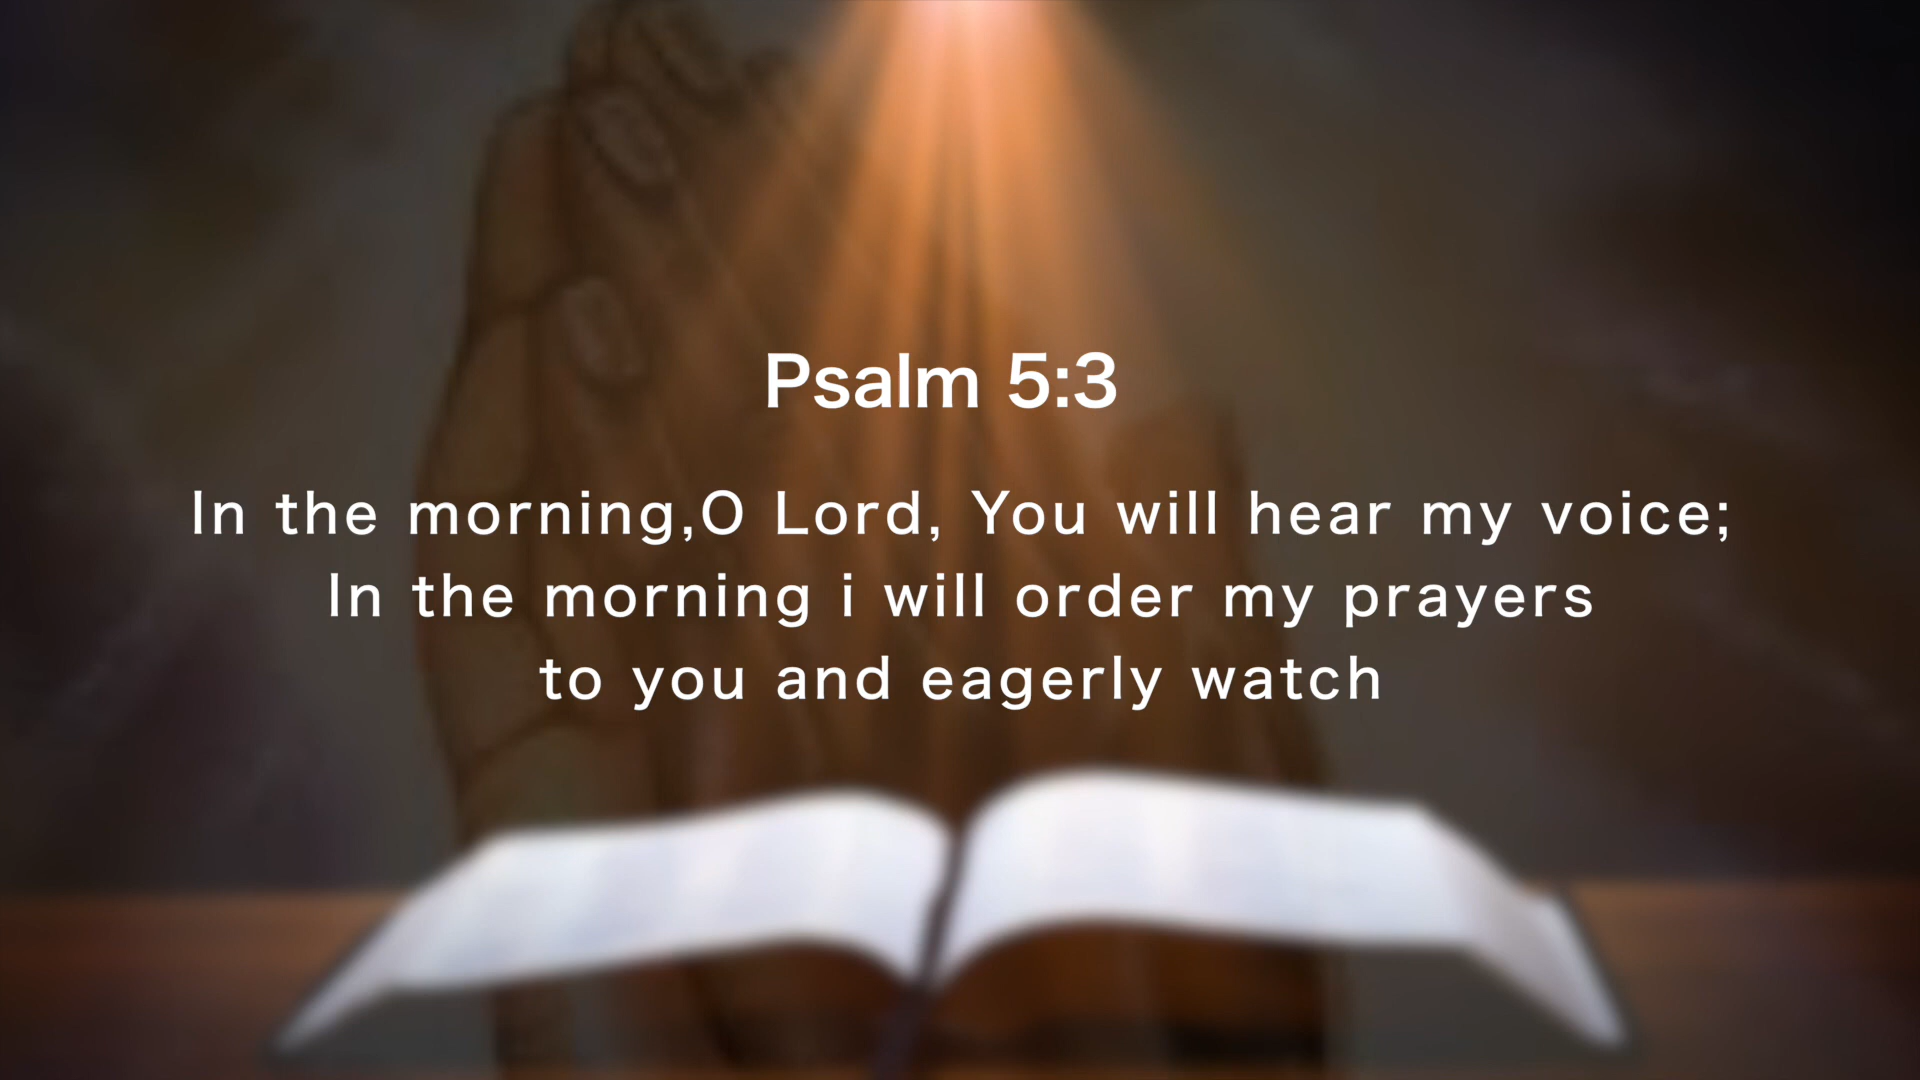 Psalm 5:3
In the morning,O Lord, You will hear my voice;
In the morning i will order my prayers
to you and eagerly watch